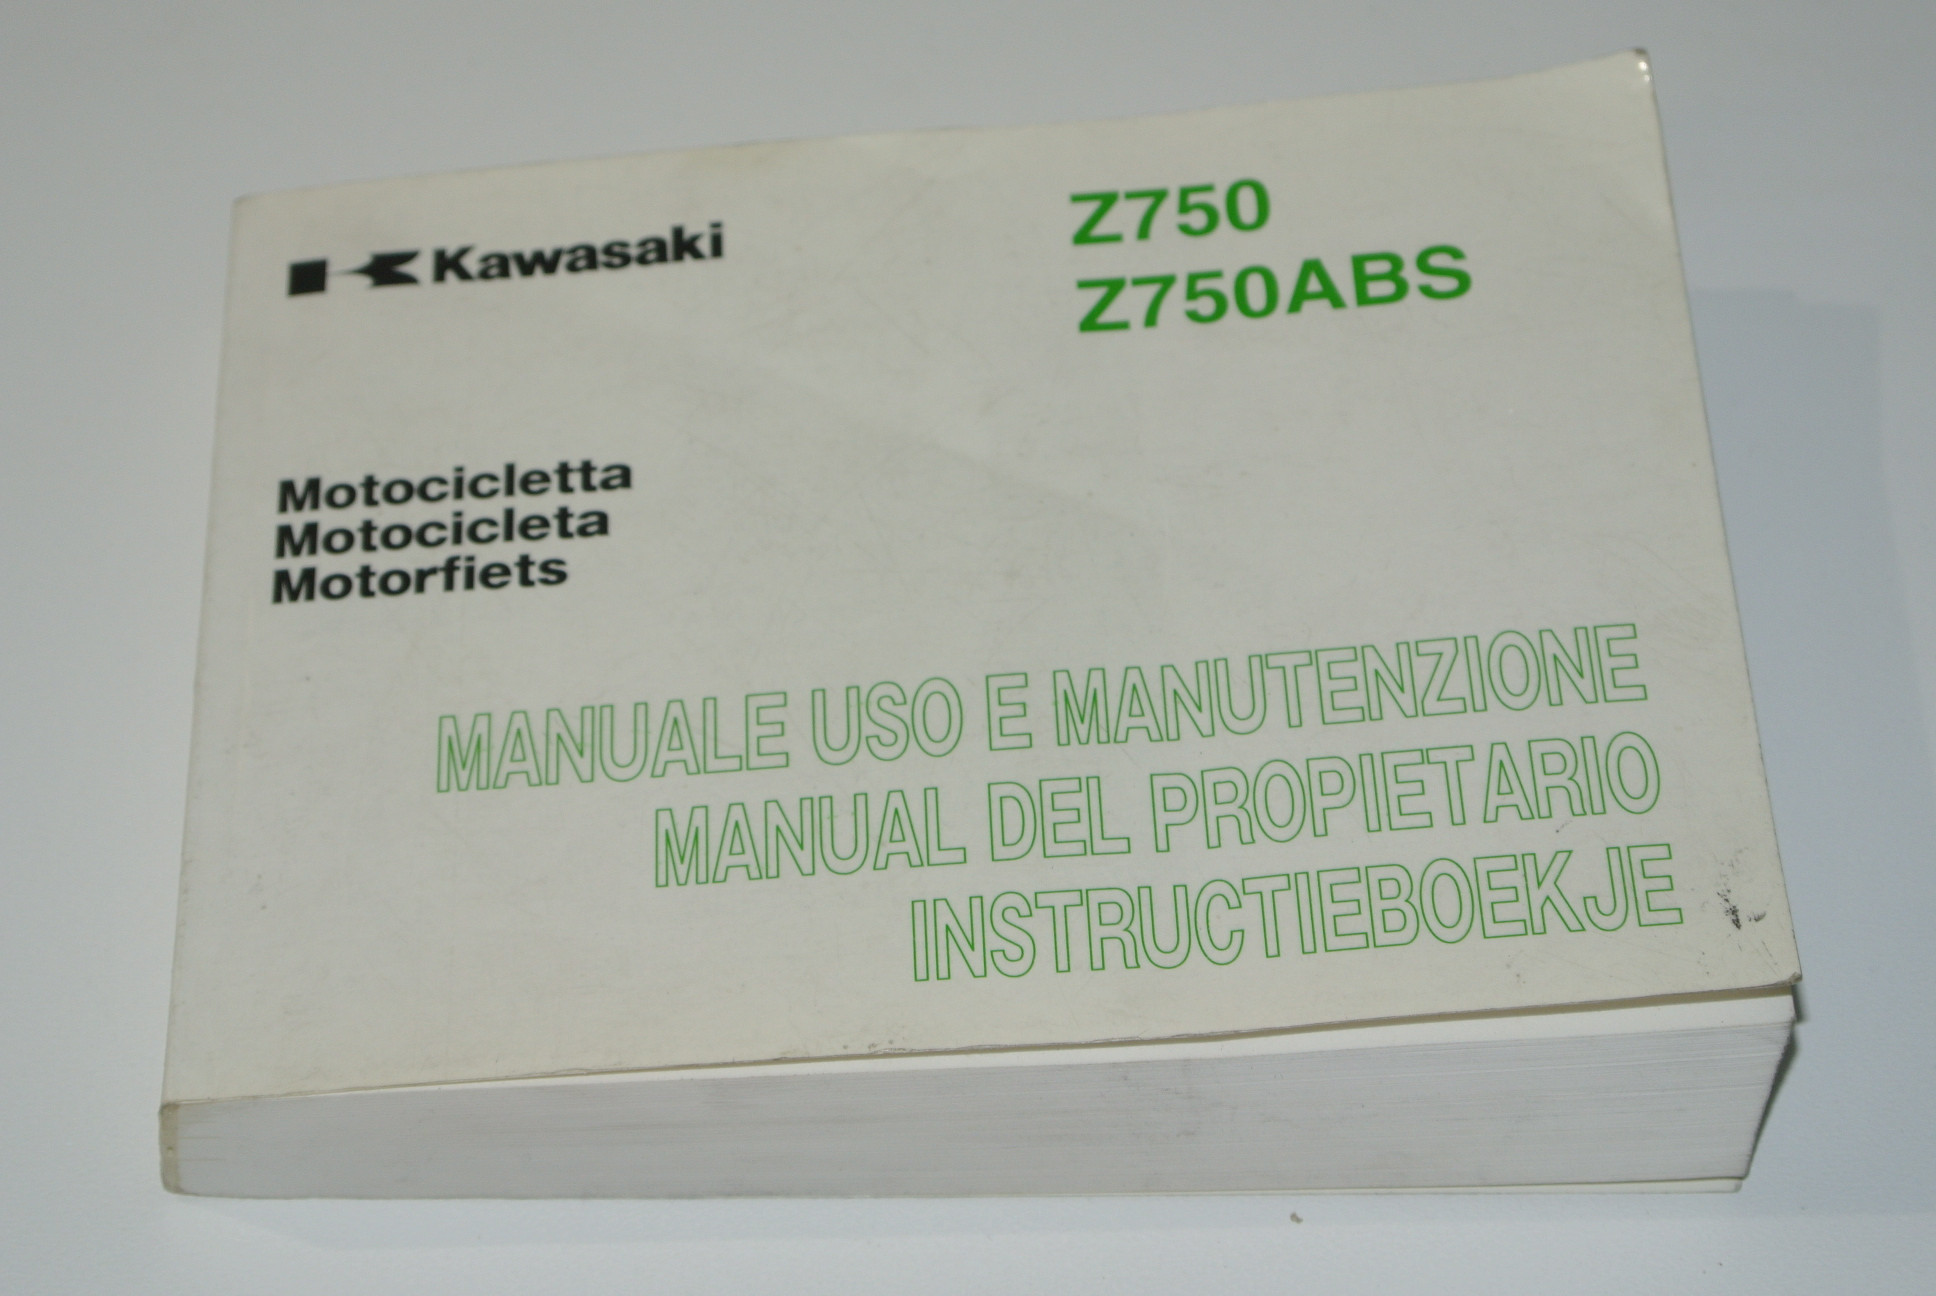 Kawasaki
Z750
Z750ABS
Motocicletta
Motocicleta
Motorfiets
MANUALE USO E MANUTENZIONE
MANUAL DEL PROPIETARIO
INSTRUCTIEBOEKJE